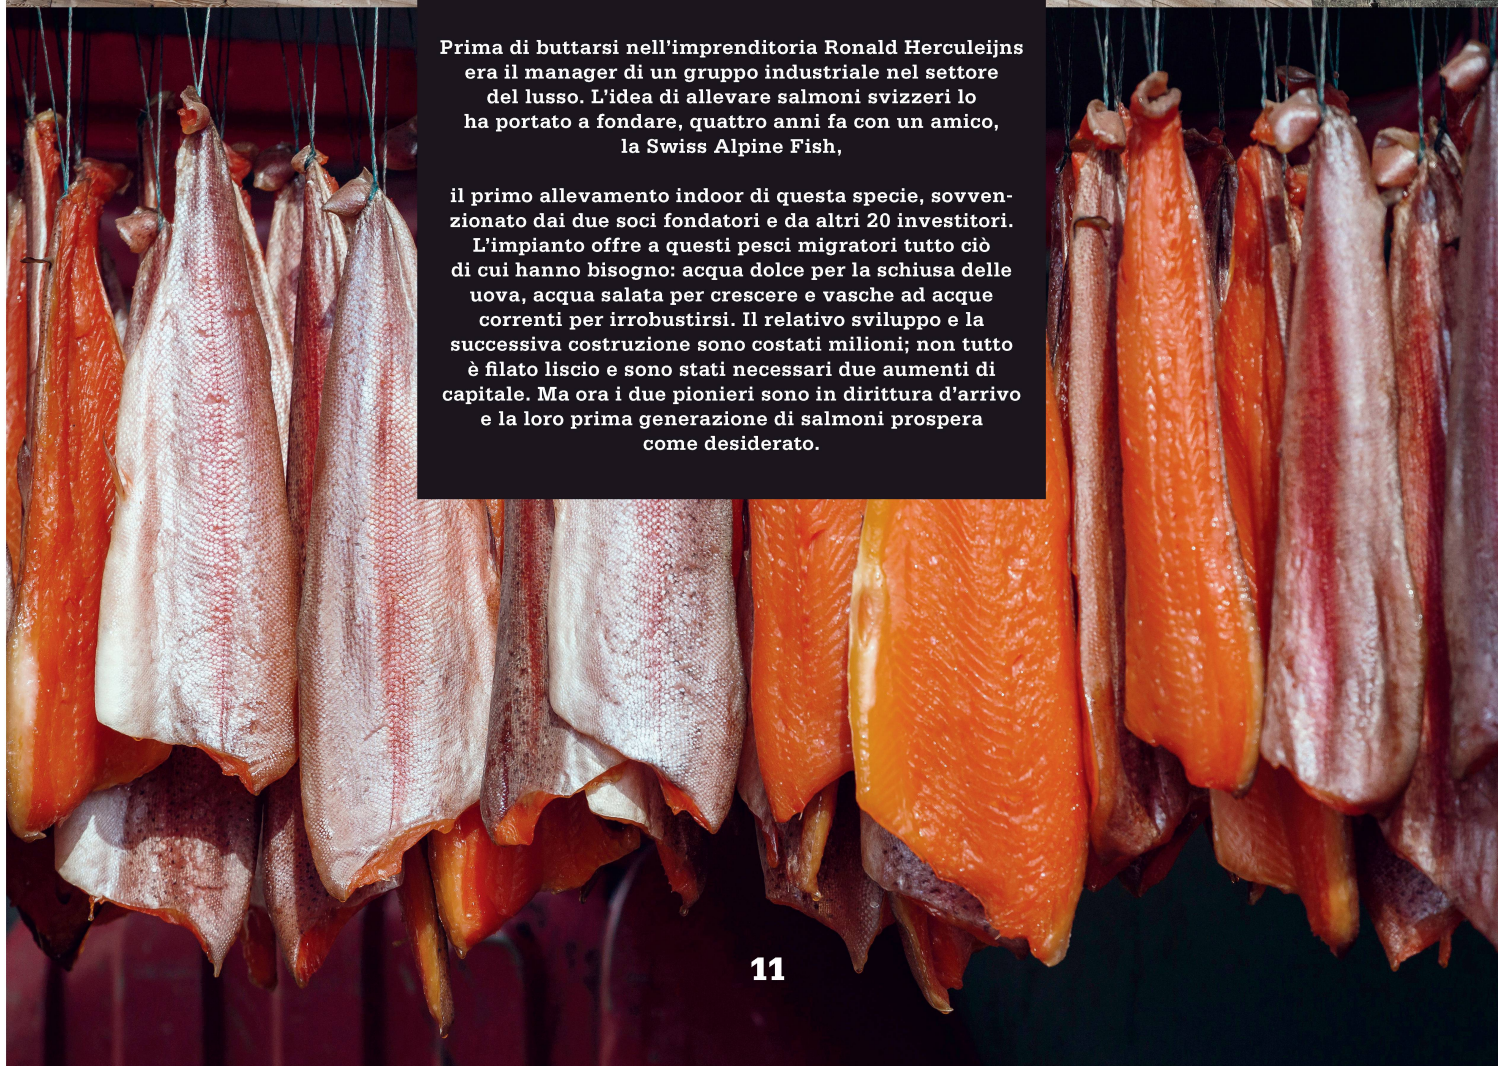 Prima di buttarsi nell’imprenditoria Ronald Herculeijns
era il manager di un gruppo industriale nel settore
del lusso. L’idea di allevare salmoni svizzeri lo
ha portato a fondare, quattro anni fa con un amico,
la Swiss Alpine Fish,
il primo allevamento indoor di questa specie, sovven-
zionato dai due soci fondatori e da altri 20 investitori.
L’impianto offre a questi pesci migratori tutto ciò
di cui hanno bisogno: acqua dolce per la schiusa delle
uova, acqua salata per crescere e vasche ad acque
correnti per irrobustirsi. Il relativo sviluppo e la
successiva costruzione sono costati milioni; non tutto
è filato liscio e sono stati necessari due aumenti di
capitale. Ma ora i due pionieri sono in dirittura d’arrivo
e la loro prima generazione di salmoni prospera
come desiderato.
11